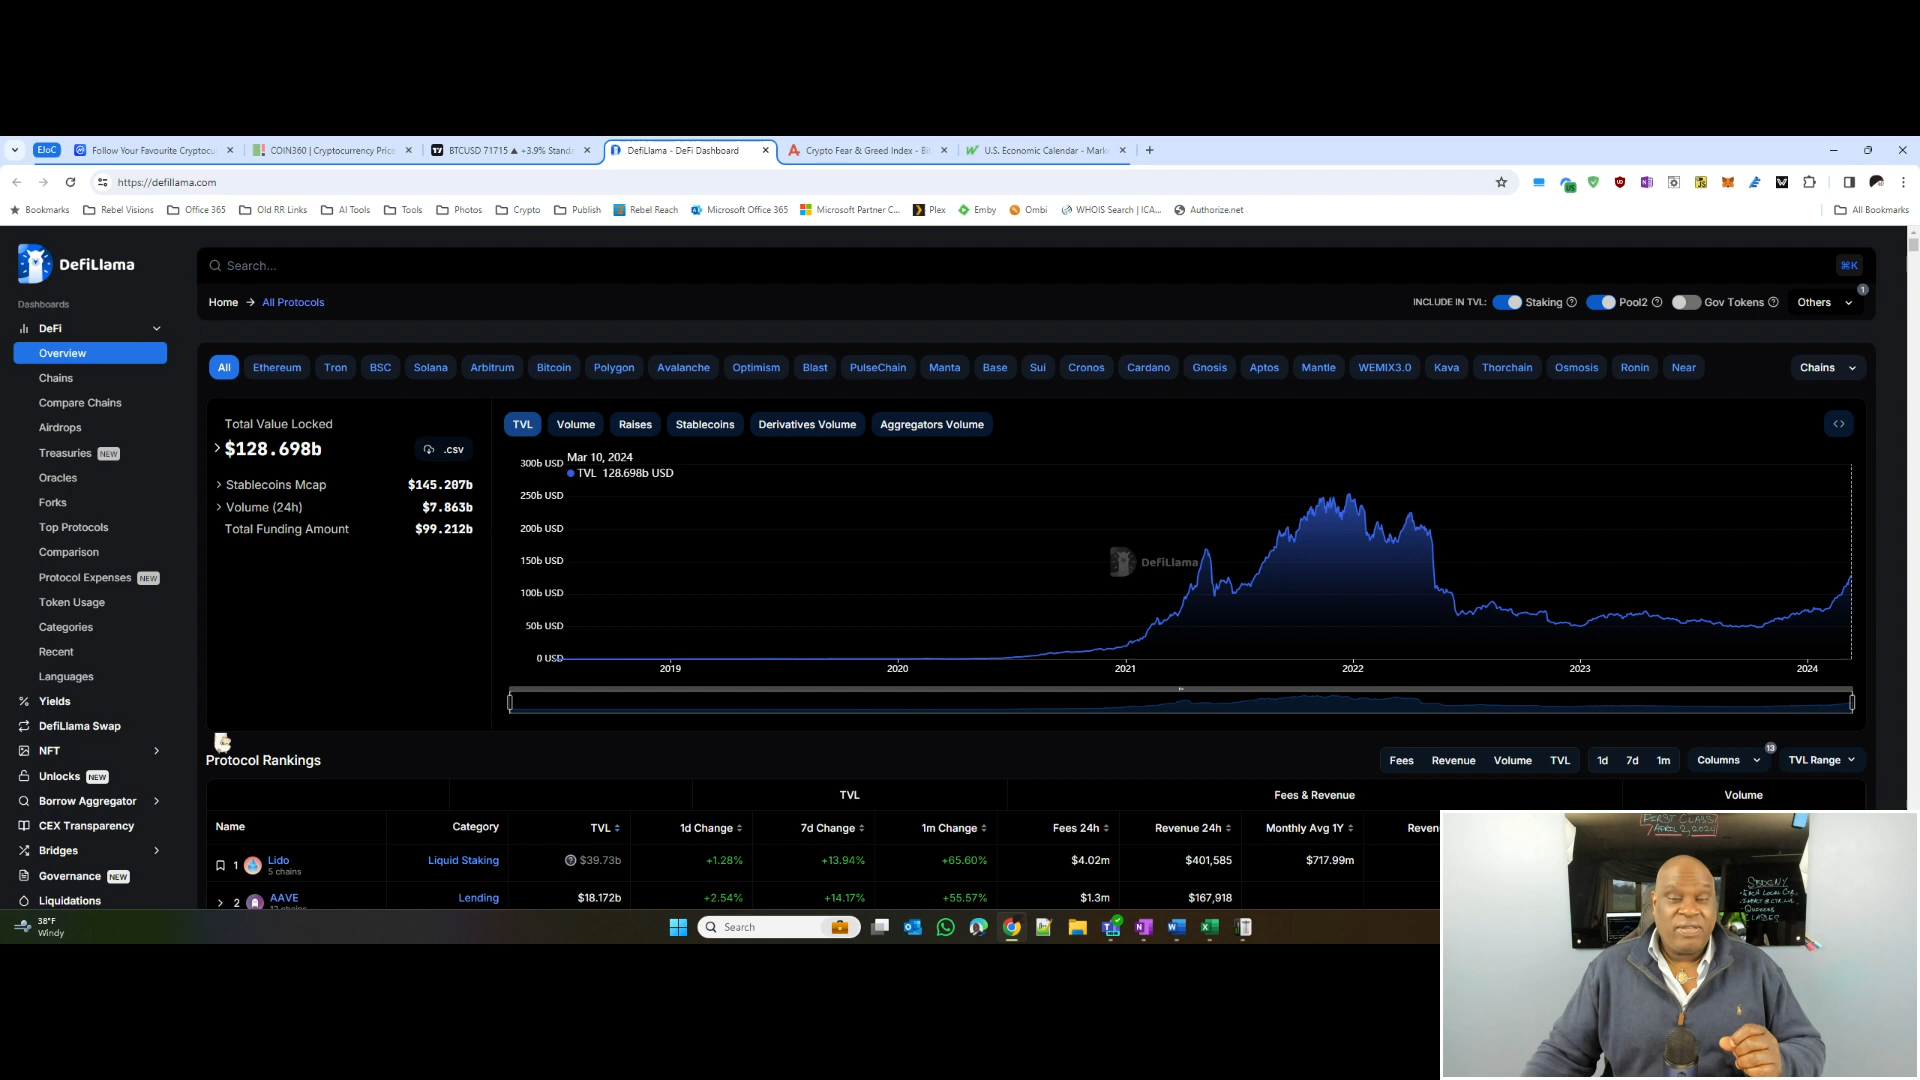 EJoC
Follow Your Favourite Cryptocu
COIN360 | Cryptocurrency Price
BTCUSD 71715 ▲ +3.9% Standa
DefiLlama - DeFi Dashboard
Crypto Fear & Greed Index - Bit
U.S. Economic Calendar - Marke
https://defillama.com
Bookmarks
Rebel Visions
Office 365
Old RR Links
AI Tools
Tools
Photos
Crypto
Publish
Rebel Reach
Microsoft Office 365
Microsoft Partner C...
Plex
Emby
Ombi
WHOIS Search | ICA...
Authorize.net
All Bookmarks
DefiLlama
Search...
⌘K
Home → All Protocols
INCLUDE IN TVL: Staking Pool2 Gov Tokens Others 1
Dashboards
DeFi
Overview
Chains
Compare Chains
Airdrops
Treasuries NEW
Oracles
Forks
Top Protocols
Comparison
Protocol Expenses NEW
Token Usage
Categories
Recent
Languages
Yields
DefiLlama Swap
NFT
Unlocks NEW
Borrow Aggregator
CEX Transparency
Bridges
Governance NEW
Liquidations
All Ethereum Tron BSC Solana Arbitrum Bitcoin Polygon Avalanche Optimism Blast PulseChain Manta Base Sui Cronos Cardano Gnosis Aptos Mantle WEMIX3.0 Kava Thorchain Osmosis Ronin Near Chains
Total Value Locked
$128.698b
.csv
Stablecoins Mcap $145.207b
Volume (24h) $7.863b
Total Funding Amount $99.212b
TVL Volume Raises Stablecoins Derivatives Volume Aggregators Volume
Mar 10, 2024
TVL 128.698b USD
300b USD
250b USD
200b USD
150b USD
100b USD
50b USD
0 USD
DefiLlama
2019 2020 2021 2022 2023 2024
Protocol Rankings
Fees Revenue Volume TVL 1d 7d 1m Columns 13 TVL Range
TVL Fees & Revenue Volume
Name Category TVL 1d Change 7d Change 1m Change Fees 24h Revenue 24h Monthly Avg 1Y Reven
1 Lido Liquid Staking $39.73b +1.28% +13.94% +65.60% $4.02m $401,585 $717.99m
5 chains
2 AAVE Lending $18.172b +2.54% +14.17% +55.57% $1.3m $167,918
38°F
Windy
Search
FIRST CLASS
APRIL 2, 2024
CLASSES